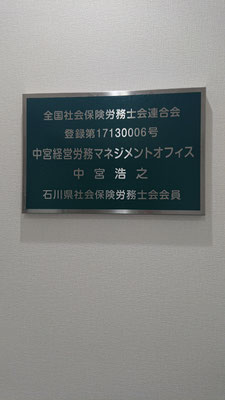 全国社会保険労務士会連合会
登録第17130006号
中宮経営労務マネジメントオフィス
中宮浩之
石川県社会保険労務士会会員